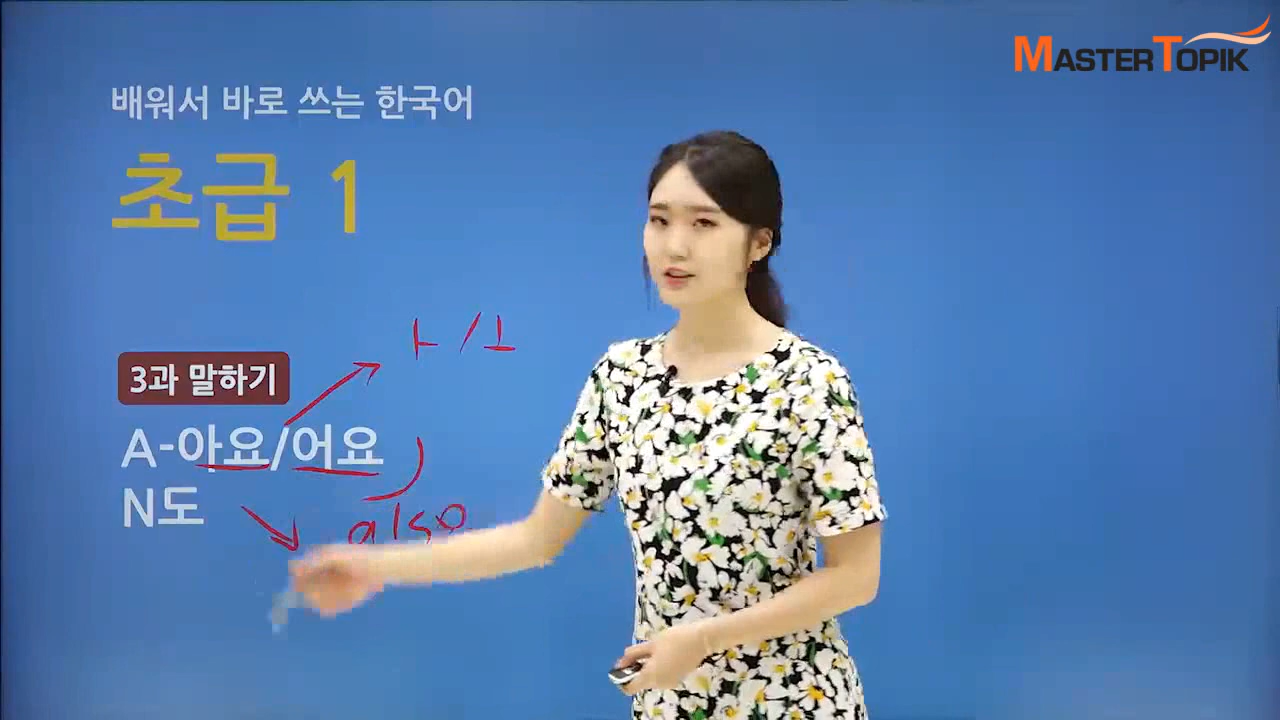 MASTER TOPIK
배워서 바로 쓰는 한국어
초급 1
ㅏ/ㅗ
3과 말하기
A-아요/어요
N도
also